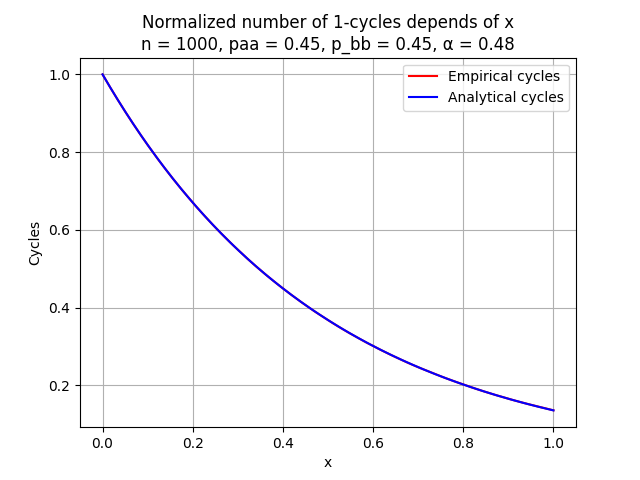 Normalized number of 1-cycles depends of x
n = 1000, paa = 0.45, p_bb = 0.45, α = 0.48
Empirical cycles
Analytical cycles
Cycles
1.0
0.8
0.6
0.4
0.2
0.0
0.2
0.4
0.6
0.8
1.0
x